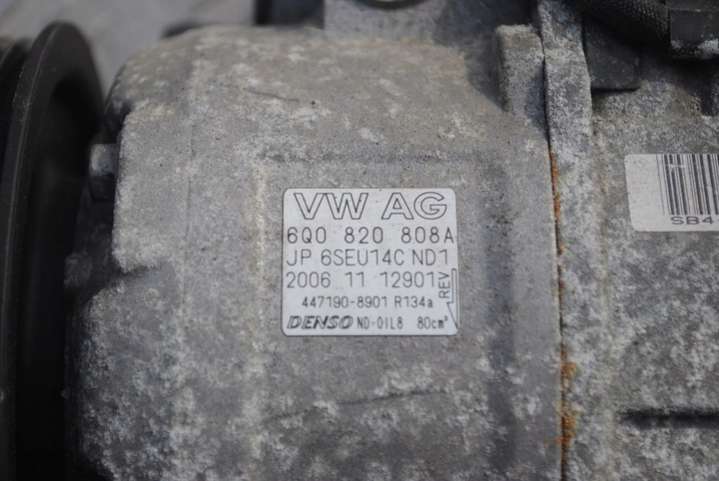 VW AG
6Q0 820 808A
JP 6SEU14C ND1
2006 11 12901
REV
447190-8901 R134a
DENSO ND-OIL8 80cm³
SB4